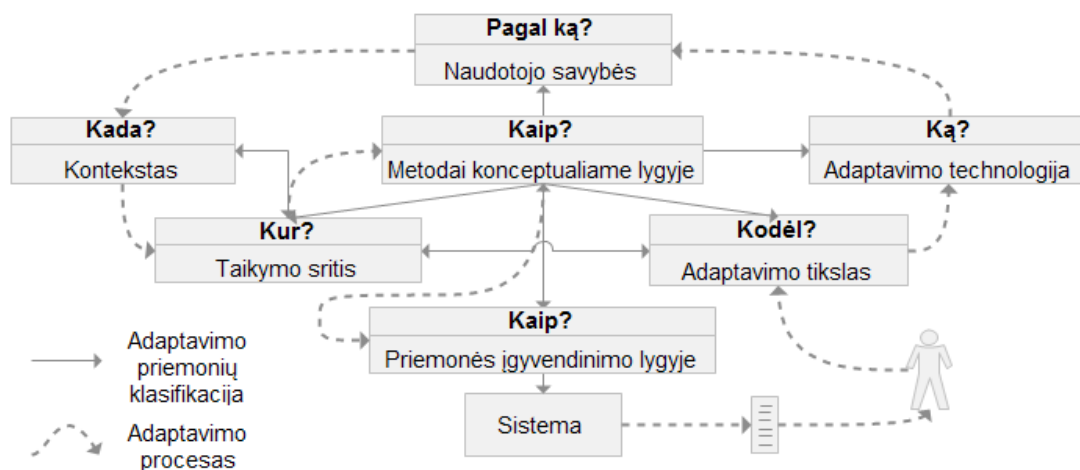 Pagal ką?
Naudotojo savybės
Kada?
Kontekstas
Kaip?
Metodai konceptualiame lygyje
Ką?
Adaptavimo technologija
Kur?
Taikymo sritis
Kodėl?
Adaptavimo tikslas
Kaip?
Priemonės įgyvendinimo lygyje
Sistema
Adaptavimo
priemonių
klasifikacija
Adaptavimo
procesas